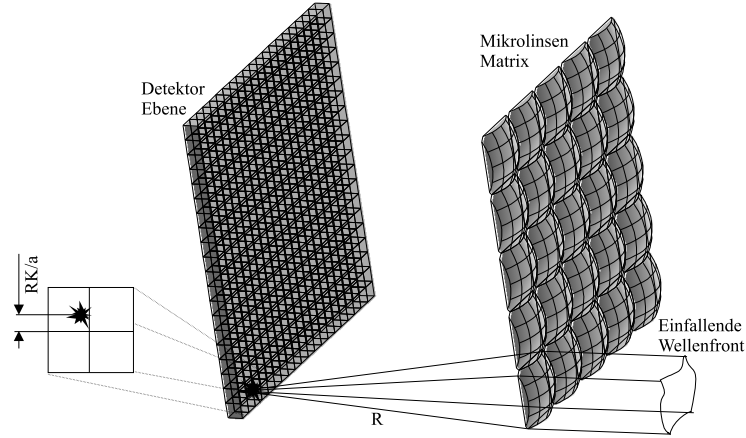 Mikrolinsen
Matrix
Detektor
Ebene
RK/a
Einfallende
Wellenfront
R